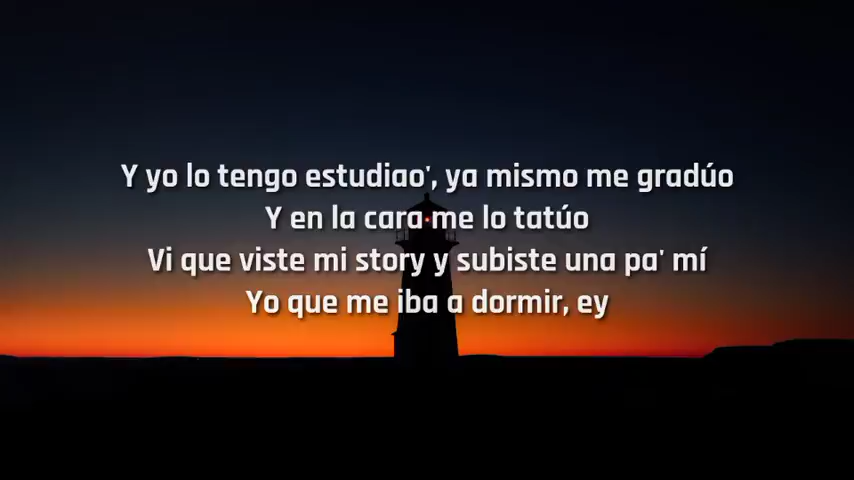 Y yo lo tengo estudiao', ya mismo me gradúo
Y en la cara me lo tatúo
Vi que viste mi story y subiste una pa' mí
Yo que me iba a dormir, ey